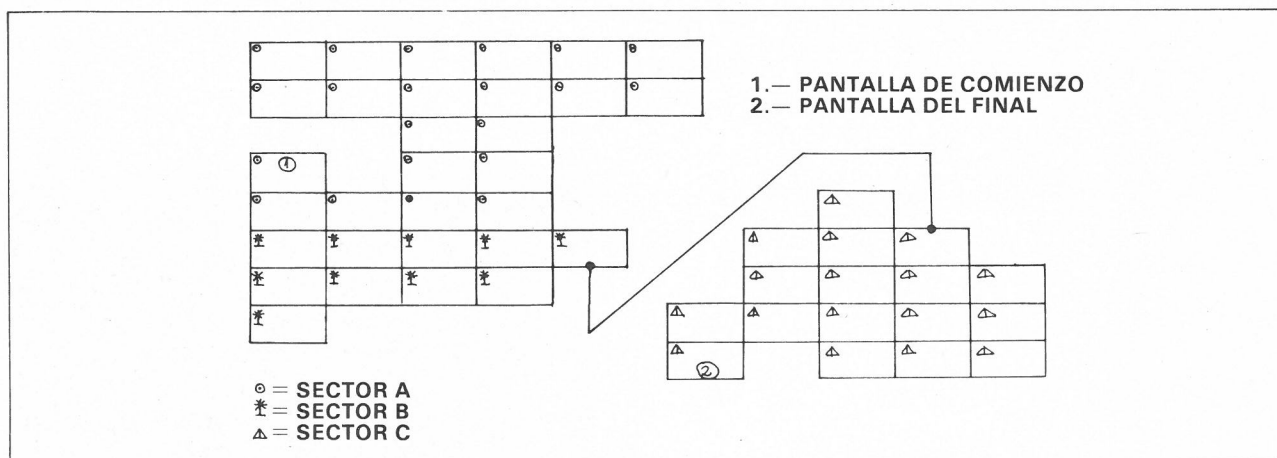 1.— PANTALLA DE COMIENZO
2.— PANTALLA DEL FINAL
1
2
= SECTOR A
= SECTOR B
= SECTOR C